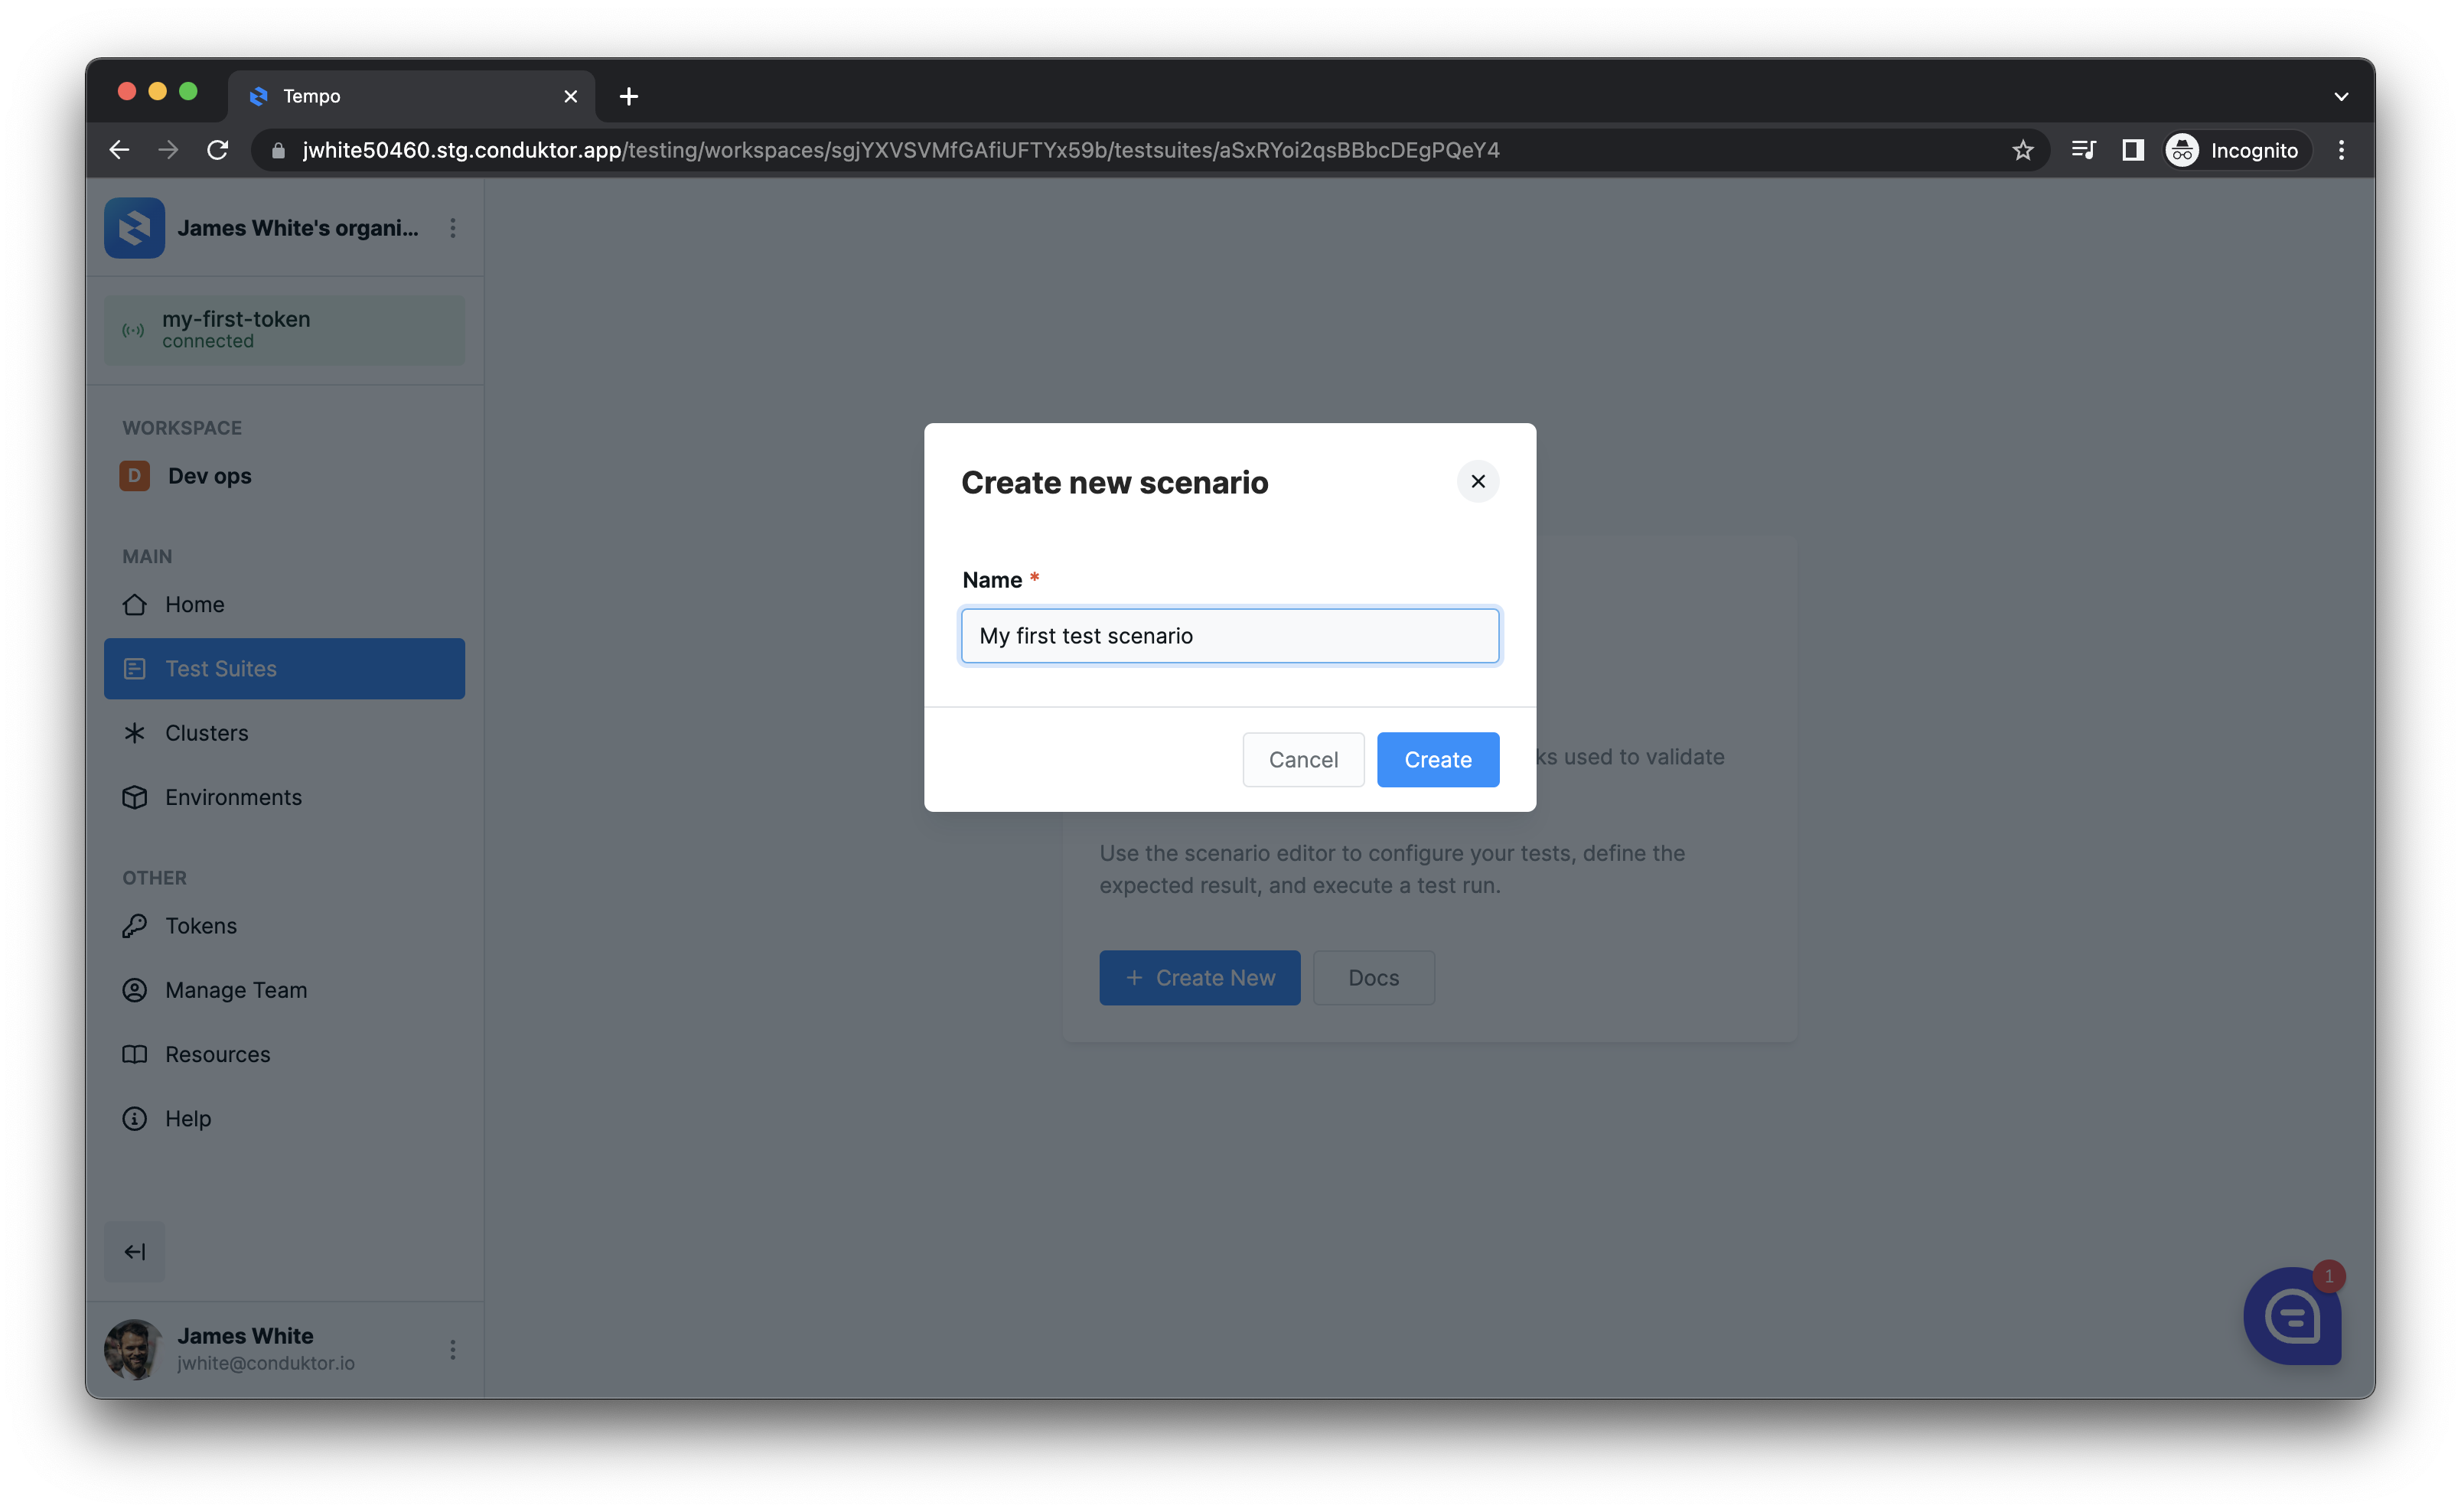 Tempo
jwhite50460.stg.conduktor.app/testing/workspaces/sgjYXVSVMfGAfiUFTYx59b/testsuites/aSxRYoi2qsBBbcDEgPQeY4
Incognito
James White's organi...
my-first-token
connected
WORKSPACE
D Dev ops
MAIN
Home
Test Suites
Clusters
Environments
OTHER
Tokens
Manage Team
Resources
Help
James White
jwhite@conduktor.io
Create new scenario
Name *
My first test scenario
Cancel Create
used to validate
Use the scenario editor to configure your tests, define the
expected result, and execute a test run.
+ Create New Docs
1